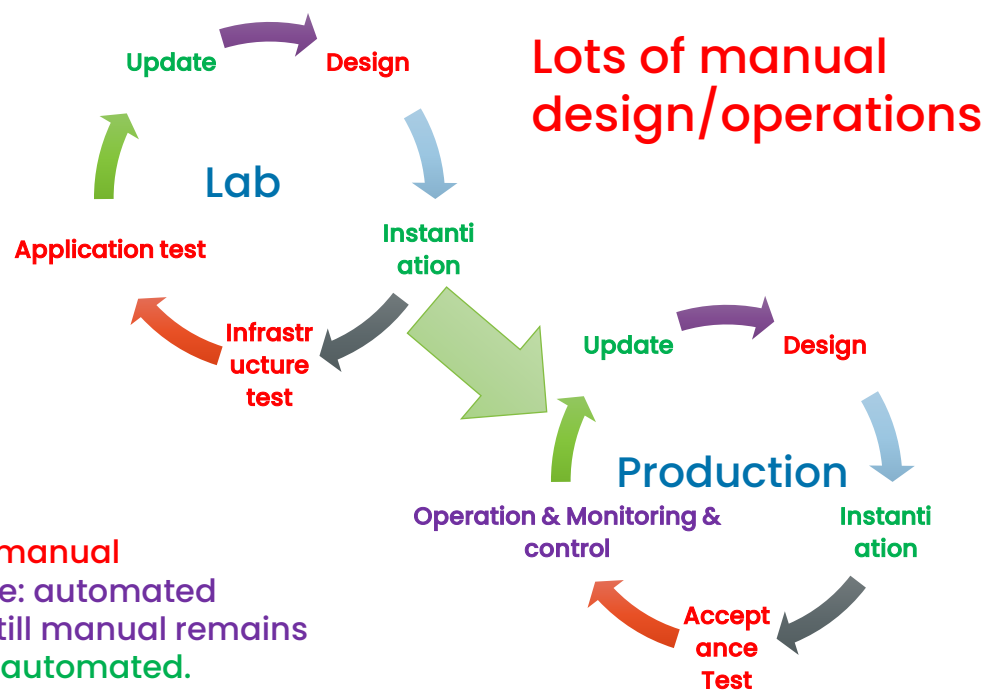 Lots of manual
design/operations
Update
Design
Lab
Application test
Instanti
ation
Infrastr
ucture
test
Update
Design
Production
Operation & Monitoring &
control
Instanti
ation
Accept
ance
Test
manual
e: automated
till manual remains
automated.